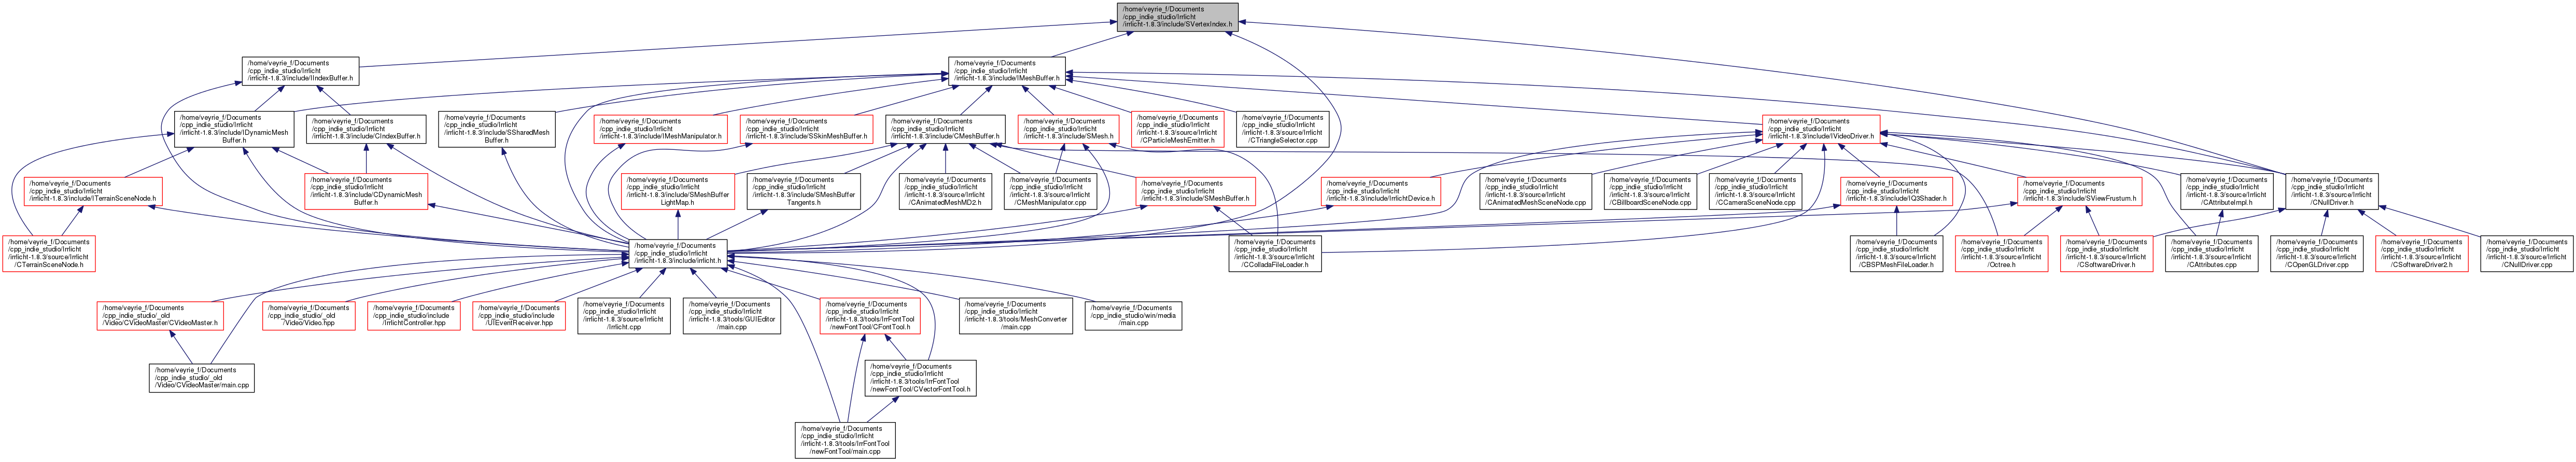 /home/veyrie_f/Documents
/cpp_indie_studio/Irrlicht
/irrlicht-1.8.3/include/SVertexIndex.h
/home/veyrie_f/Documents
/cpp_indie_studio/Irrlicht
/irrlicht-1.8.3/include/IIndexBuffer.h
/home/veyrie_f/Documents
/cpp_indie_studio/Irrlicht
/irrlicht-1.8.3/include/IMeshBuffer.h
/home/veyrie_f/Documents
/cpp_indie_studio/Irrlicht
/irrlicht-1.8.3/include/IDynamicMesh
Buffer.h
/home/veyrie_f/Documents
/cpp_indie_studio/Irrlicht
/irrlicht-1.8.3/include/CIndexBuffer.h
/home/veyrie_f/Documents
/cpp_indie_studio/Irrlicht
/irrlicht-1.8.3/include/SSharedMesh
Buffer.h
/home/veyrie_f/Documents
/cpp_indie_studio/Irrlicht
/irrlicht-1.8.3/include/IMeshManipulator.h
/home/veyrie_f/Documents
/cpp_indie_studio/Irrlicht
/irrlicht-1.8.3/include/SSkinMeshBuffer.h
/home/veyrie_f/Documents
/cpp_indie_studio/Irrlicht
/irrlicht-1.8.3/include/CMeshBuffer.h
/home/veyrie_f/Documents
/cpp_indie_studio/Irrlicht
/irrlicht-1.8.3/include/SMesh.h
/home/veyrie_f/Documents
/cpp_indie_studio/Irrlicht
/irrlicht-1.8.3/source/Irrlicht
/CParticleMeshEmitter.h
/home/veyrie_f/Documents
/cpp_indie_studio/Irrlicht
/irrlicht-1.8.3/source/Irrlicht
/CTriangleSelector.cpp
/home/veyrie_f/Documents
/cpp_indie_studio/Irrlicht
/irrlicht-1.8.3/include/IVideoDriver.h
/home/veyrie_f/Documents
/cpp_indie_studio/Irrlicht
/irrlicht-1.8.3/include/ITerrainSceneNode.h
/home/veyrie_f/Documents
/cpp_indie_studio/Irrlicht
/irrlicht-1.8.3/include/CDynamicMesh
Buffer.h
/home/veyrie_f/Documents
/cpp_indie_studio/Irrlicht
/irrlicht-1.8.3/include/SMeshBuffer
LightMap.h
/home/veyrie_f/Documents
/cpp_indie_studio/Irrlicht
/irrlicht-1.8.3/include/SMeshBuffer
Tangents.h
/home/veyrie_f/Documents
/cpp_indie_studio/Irrlicht
/irrlicht-1.8.3/source/Irrlicht
/CAnimatedMeshMD2.h
/home/veyrie_f/Documents
/cpp_indie_studio/Irrlicht
/irrlicht-1.8.3/source/Irrlicht
/CMeshManipulator.cpp
/home/veyrie_f/Documents
/cpp_indie_studio/Irrlicht
/irrlicht-1.8.3/include/SMeshBuffer.h
/home/veyrie_f/Documents
/cpp_indie_studio/Irrlicht
/irrlicht-1.8.3/include/IrrlichtDevice.h
/home/veyrie_f/Documents
/cpp_indie_studio/Irrlicht
/irrlicht-1.8.3/source/Irrlicht
/CAnimatedMeshSceneNode.cpp
/home/veyrie_f/Documents
/cpp_indie_studio/Irrlicht
/irrlicht-1.8.3/source/Irrlicht
/CBillboardSceneNode.cpp
/home/veyrie_f/Documents
/cpp_indie_studio/Irrlicht
/irrlicht-1.8.3/source/Irrlicht
/CCameraSceneNode.cpp
/home/veyrie_f/Documents
/cpp_indie_studio/Irrlicht
/irrlicht-1.8.3/include/IQ3Shader.h
/home/veyrie_f/Documents
/cpp_indie_studio/Irrlicht
/irrlicht-1.8.3/include/SViewFrustum.h
/home/veyrie_f/Documents
/cpp_indie_studio/Irrlicht
/irrlicht-1.8.3/source/Irrlicht
/CAttributeImpl.h
/home/veyrie_f/Documents
/cpp_indie_studio/Irrlicht
/irrlicht-1.8.3/source/Irrlicht
/CNullDriver.h
/home/veyrie_f/Documents
/cpp_indie_studio/Irrlicht
/irrlicht-1.8.3/source/Irrlicht
/CTerrainSceneNode.h
/home/veyrie_f/Documents
/cpp_indie_studio/Irrlicht
/irrlicht-1.8.3/include/irrlicht.h
/home/veyrie_f/Documents
/cpp_indie_studio/Irrlicht
/irrlicht-1.8.3/source/Irrlicht
/CColladaFileLoader.h
/home/veyrie_f/Documents
/cpp_indie_studio/Irrlicht
/irrlicht-1.8.3/source/Irrlicht
/CBSPMeshFileLoader.h
/home/veyrie_f/Documents
/cpp_indie_studio/Irrlicht
/irrlicht-1.8.3/source/Irrlicht
/Octree.h
/home/veyrie_f/Documents
/cpp_indie_studio/Irrlicht
/irrlicht-1.8.3/source/Irrlicht
/CSoftwareDriver.h
/home/veyrie_f/Documents
/cpp_indie_studio/Irrlicht
/irrlicht-1.8.3/source/Irrlicht
/CAttributes.cpp
/home/veyrie_f/Documents
/cpp_indie_studio/Irrlicht
/irrlicht-1.8.3/source/Irrlicht
/COpenGLDriver.cpp
/home/veyrie_f/Documents
/cpp_indie_studio/Irrlicht
/irrlicht-1.8.3/source/Irrlicht
/CSoftwareDriver2.h
/home/veyrie_f/Documents
/cpp_indie_studio/Irrlicht
/irrlicht-1.8.3/source/Irrlicht
/CNullDriver.cpp
/home/veyrie_f/Documents
/cpp_indie_studio/_old
/Video/CVideoMaster/CVideoMaster.h
/home/veyrie_f/Documents
/cpp_indie_studio/_old
/Video/Video.hpp
/home/veyrie_f/Documents
/cpp_indie_studio/include
/IrrlichtController.hpp
/home/veyrie_f/Documents
/cpp_indie_studio/include
/UTEventReceiver.hpp
/home/veyrie_f/Documents
/cpp_indie_studio/Irrlicht
/irrlicht-1.8.3/source/Irrlicht
/Irrlicht.cpp
/home/veyrie_f/Documents
/cpp_indie_studio/Irrlicht
/irrlicht-1.8.3/tools/GUIEditor
/main.cpp
/home/veyrie_f/Documents
/cpp_indie_studio/Irrlicht
/irrlicht-1.8.3/tools/IrrFontTool
/newFontTool/CFontTool.h
/home/veyrie_f/Documents
/cpp_indie_studio/Irrlicht
/irrlicht-1.8.3/tools/MeshConverter
/main.cpp
/home/veyrie_f/Documents
/cpp_indie_studio/win/media
/main.cpp
/home/veyrie_f/Documents
/cpp_indie_studio/_old
/Video/CVideoMaster/main.cpp
/home/veyrie_f/Documents
/cpp_indie_studio/Irrlicht
/irrlicht-1.8.3/tools/IrrFontTool
/newFontTool/CVectorFontTool.h
/home/veyrie_f/Documents
/cpp_indie_studio/Irrlicht
/irrlicht-1.8.3/tools/IrrFontTool
/newFontTool/main.cpp